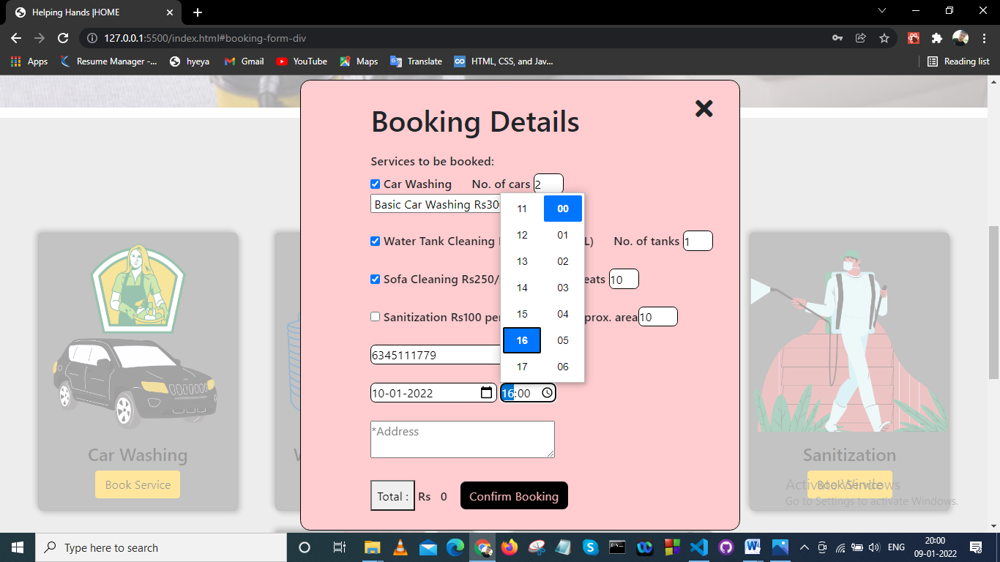 Helping Hands |HOME
127.0.0.1:5500/index.html#booking-form-div
Apps Resume Manager -... hyeya Gmail YouTube Maps Translate HTML, CSS, and Jav... Reading list
Booking Details
Services to be booked:
Car Washing No. of cars 2
Basic Car Washing Rs30
11 00
12 01
Water Tank Cleaning L) No. of tanks 1
13 02
Sofa Cleaning Rs250/ eats 10
14 03
15 04
Sanitization Rs100 per prox. area 10
16 05
6345111779
17 06
10-01-2022 16:00
*Address
Car Washing
Book Service
Sanitization
Book Service
Total : Rs 0 Confirm Booking
Activate Windows
Go to Settings to activate Windows.
Type here to search
ENG
20:00
09-01-2022